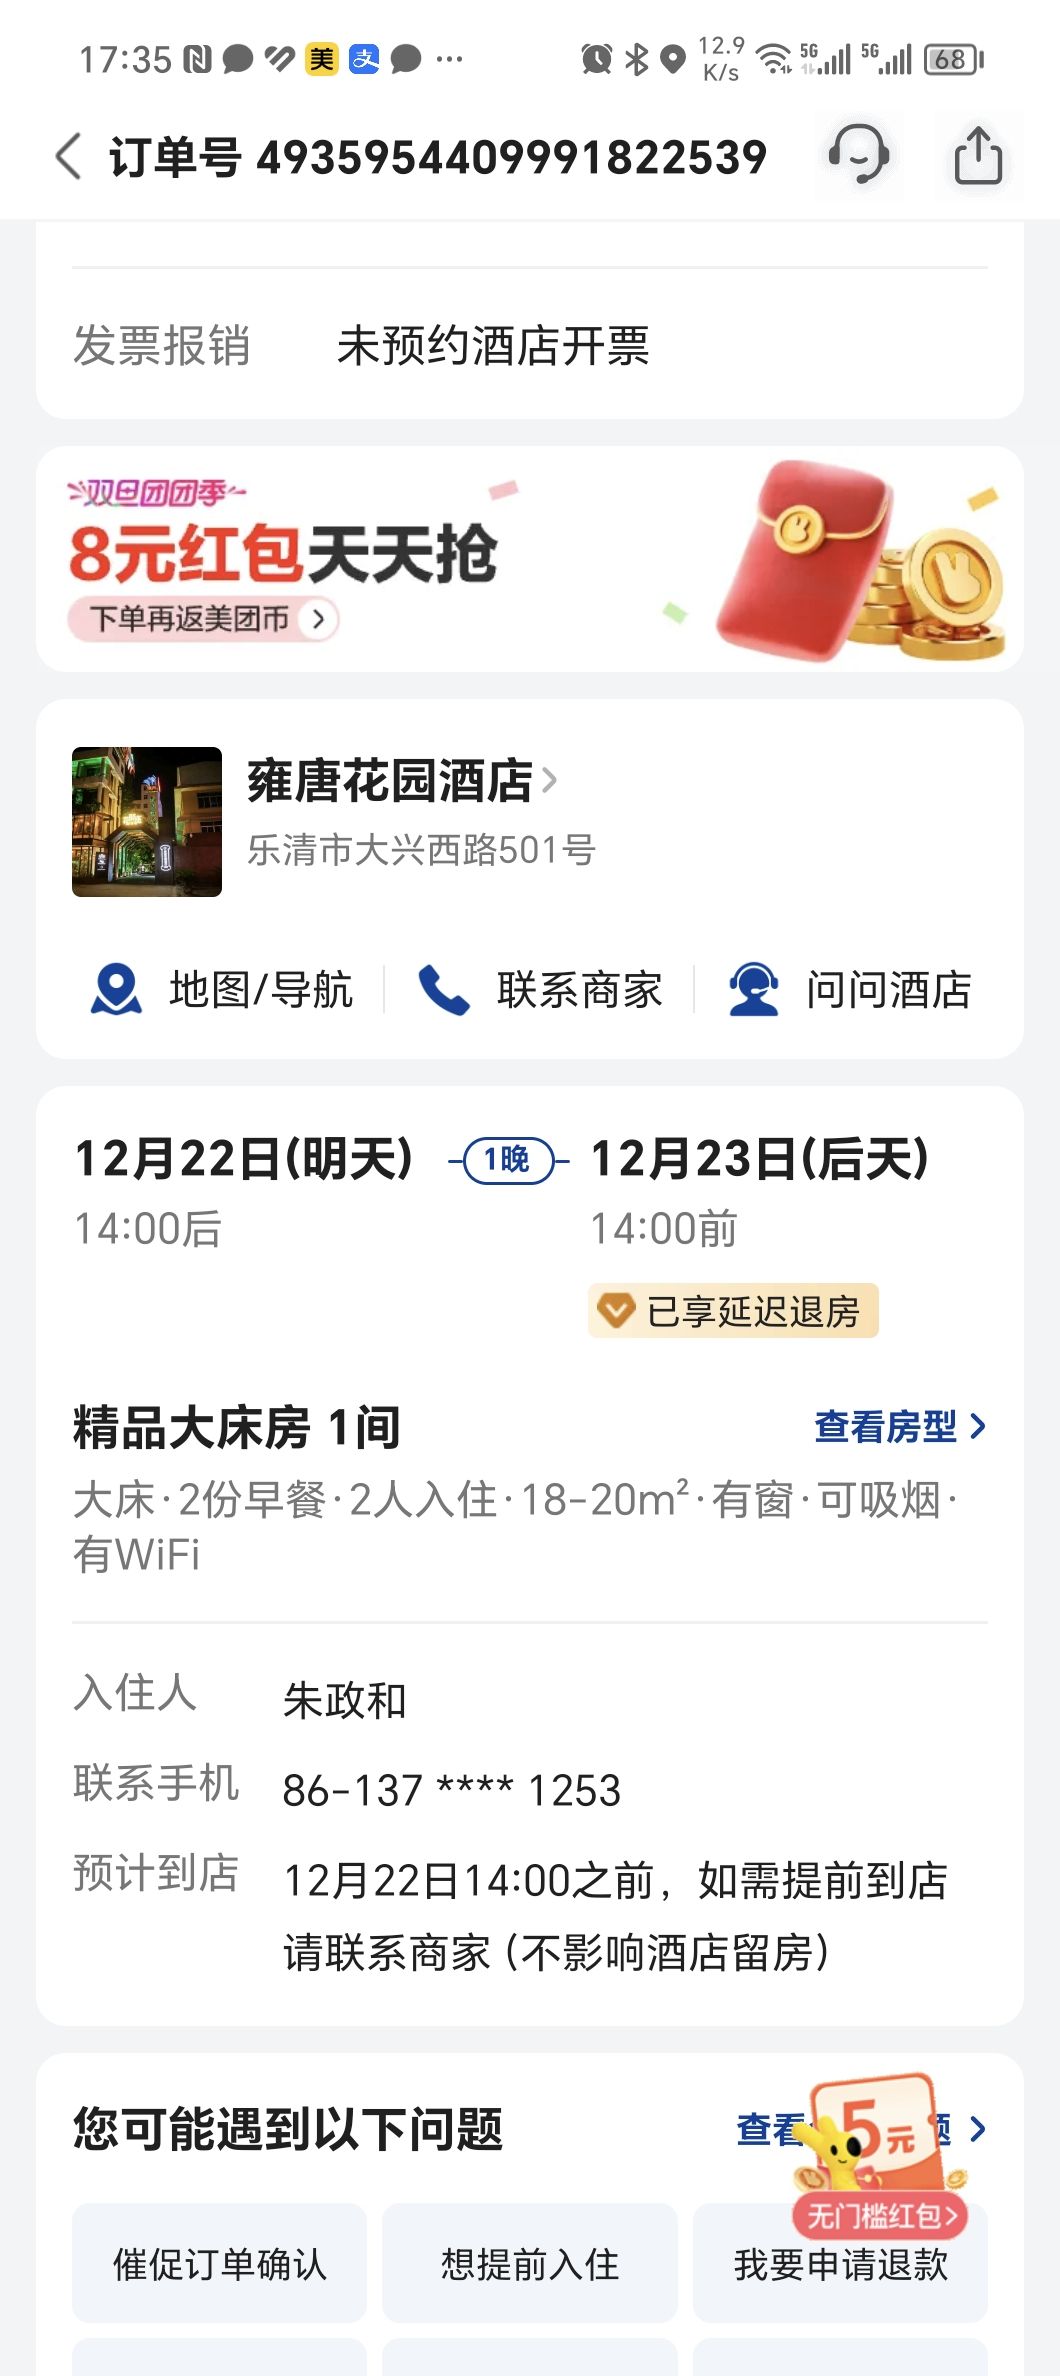 17:35 美 支 ··· 12.9 K/s 5G 5G 68
订单号 4935954409991822539
发票报销 未预约酒店开票
双旦团团季
8元红包天天抢
下单再返美团币
雍唐花园酒店
乐清市大兴西路501号
地图/导航 联系商家 问问酒店
12月22日(明天) 1晚 12月23日(后天)
14:00后 14:00前
已享延迟退房
精品大床房 1间 查看房型
大床·2份早餐·2人入住·18-20m²·有窗·可吸烟·
有WiFi
入住人 朱政和
联系手机 86-137 **** 1253
预计到店 12月22日14:00之前，如需提前到店
请联系商家 (不影响酒店留房)
您可能遇到以下问题 查看 题
5元
无门槛红包
催促订单确认 想提前入住 我要申请退款